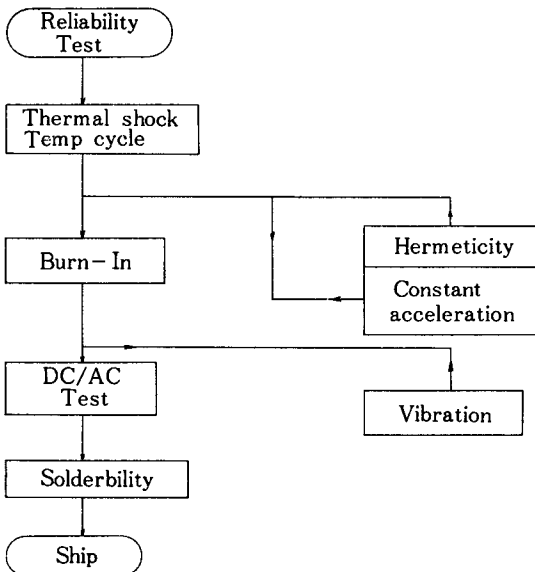 Reliability
Test
Thermal shock
Temp cycle
Hermeticity
Burn-In
Constant
acceleration
DC/AC
Test
Vibration
Solderbility
Ship